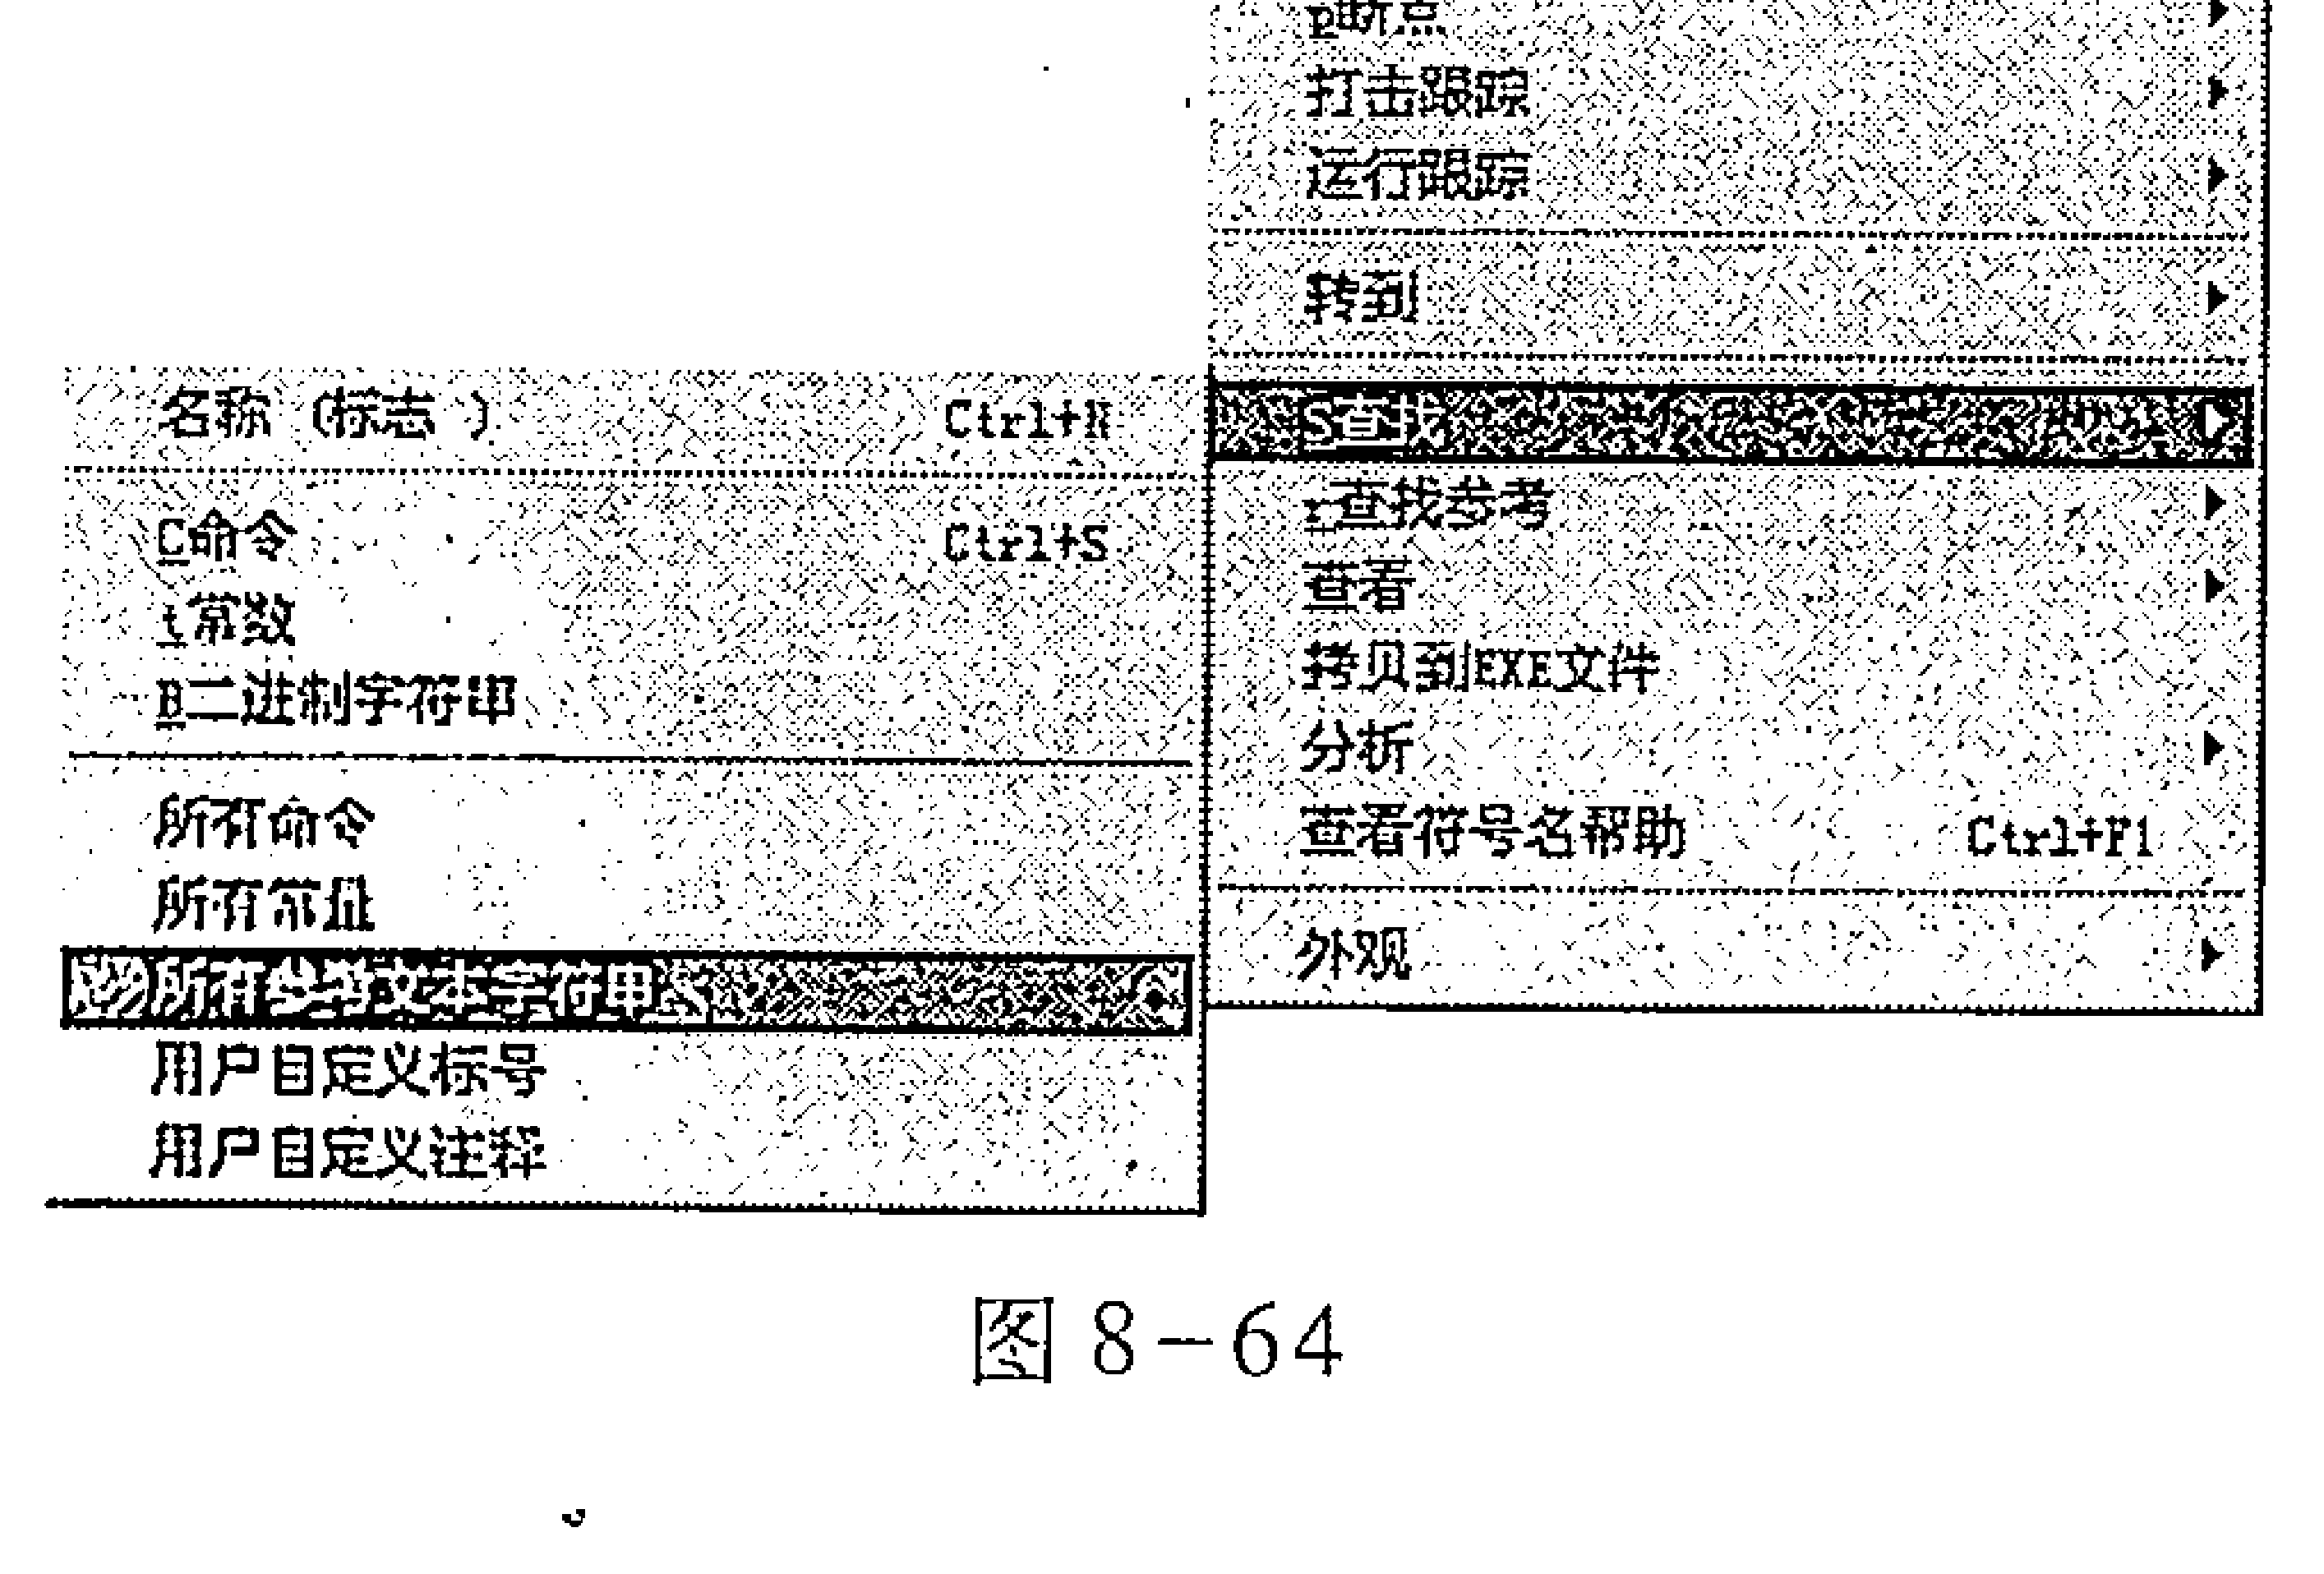 p断点
打击跟踪
运行跟踪
转到
S查找
r查找参考
查看
拷贝到EXE文件
分析
查看符号名帮助 Ctrl+F1
外观
名称 (标志 ) Ctrl+N
C命令 Ctrl+S
t常数
B二进制字符串
所有命令
所有常量
所有参考文本字符串
用户自定义标号
用户自定义注释
图 8-64